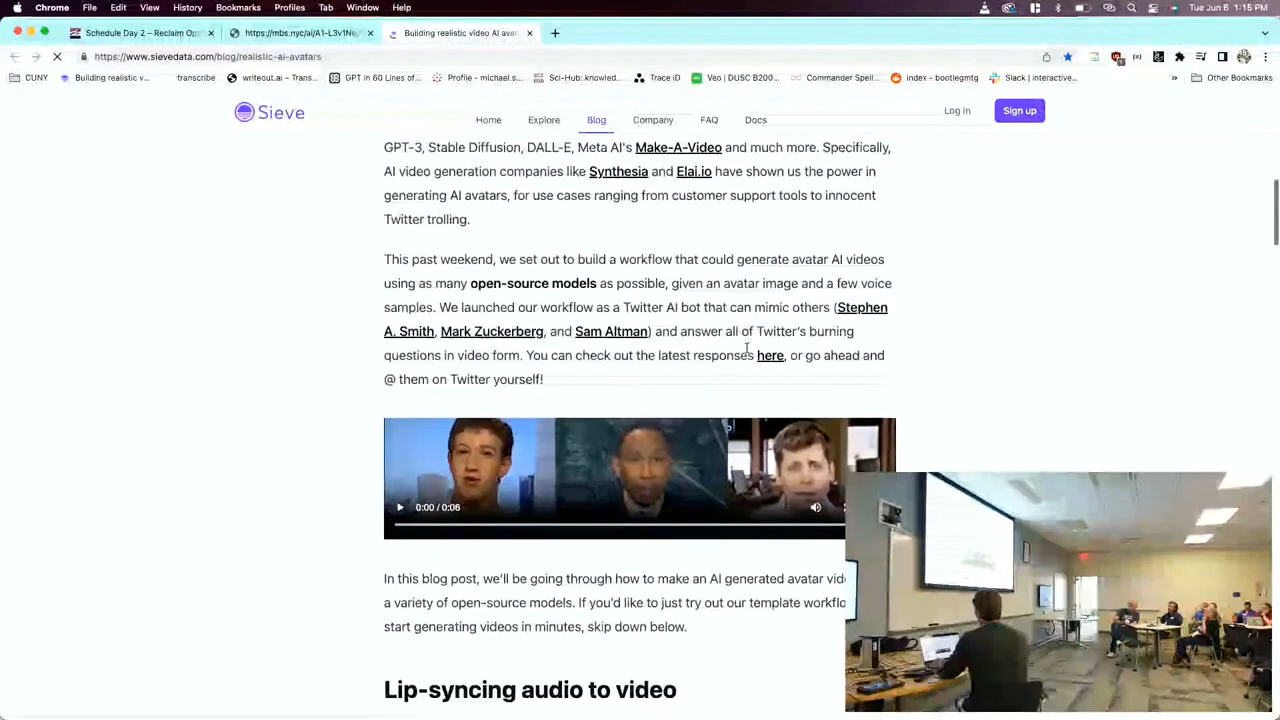 Chrome File Edit View History Bookmarks Profiles Tab Window Help
Tue Jun 6 1:15 PM
Schedule Day 2 – Reclaim Op
https://mbs.nyc/ai/A1-L3v1Ne/
Building realistic video AI avat
https://www.sievedata.com/blog/realistic-ai-avatars
CUNY
Building realistic v...
transcribe
writeout.ai – Trans...
GPT in 60 Lines of...
Profile - michael.s...
Sci-Hub: knowled...
Trace iD
Veo | DUSC B200...
Commander Spell...
index - bootlegmtg
Slack | interactive...
»
Other Bookmarks
Sieve
Home Explore Blog Company FAQ Docs
Log In
Sign up
GPT-3, Stable Diffusion, DALL-E, Meta AI's Make-A-Video and much more. Specifically,
AI video generation companies like Synthesia and Elai.io have shown us the power in
generating AI avatars, for use cases ranging from customer support tools to innocent
Twitter trolling.
This past weekend, we set out to build a workflow that could generate avatar AI videos
using as many open-source models as possible, given an avatar image and a few voice
samples. We launched our workflow as a Twitter AI bot that can mimic others (Stephen
A. Smith, Mark Zuckerberg, and Sam Altman) and answer all of Twitter's burning
questions in video form. You can check out the latest responses here, or go ahead and
@ them on Twitter yourself!
0:00 / 0:06
In this blog post, we'll be going through how to make an AI generated avatar vid
a variety of open-source models. If you'd like to just try out our template workflo
start generating videos in minutes, skip down below.
Lip-syncing audio to video